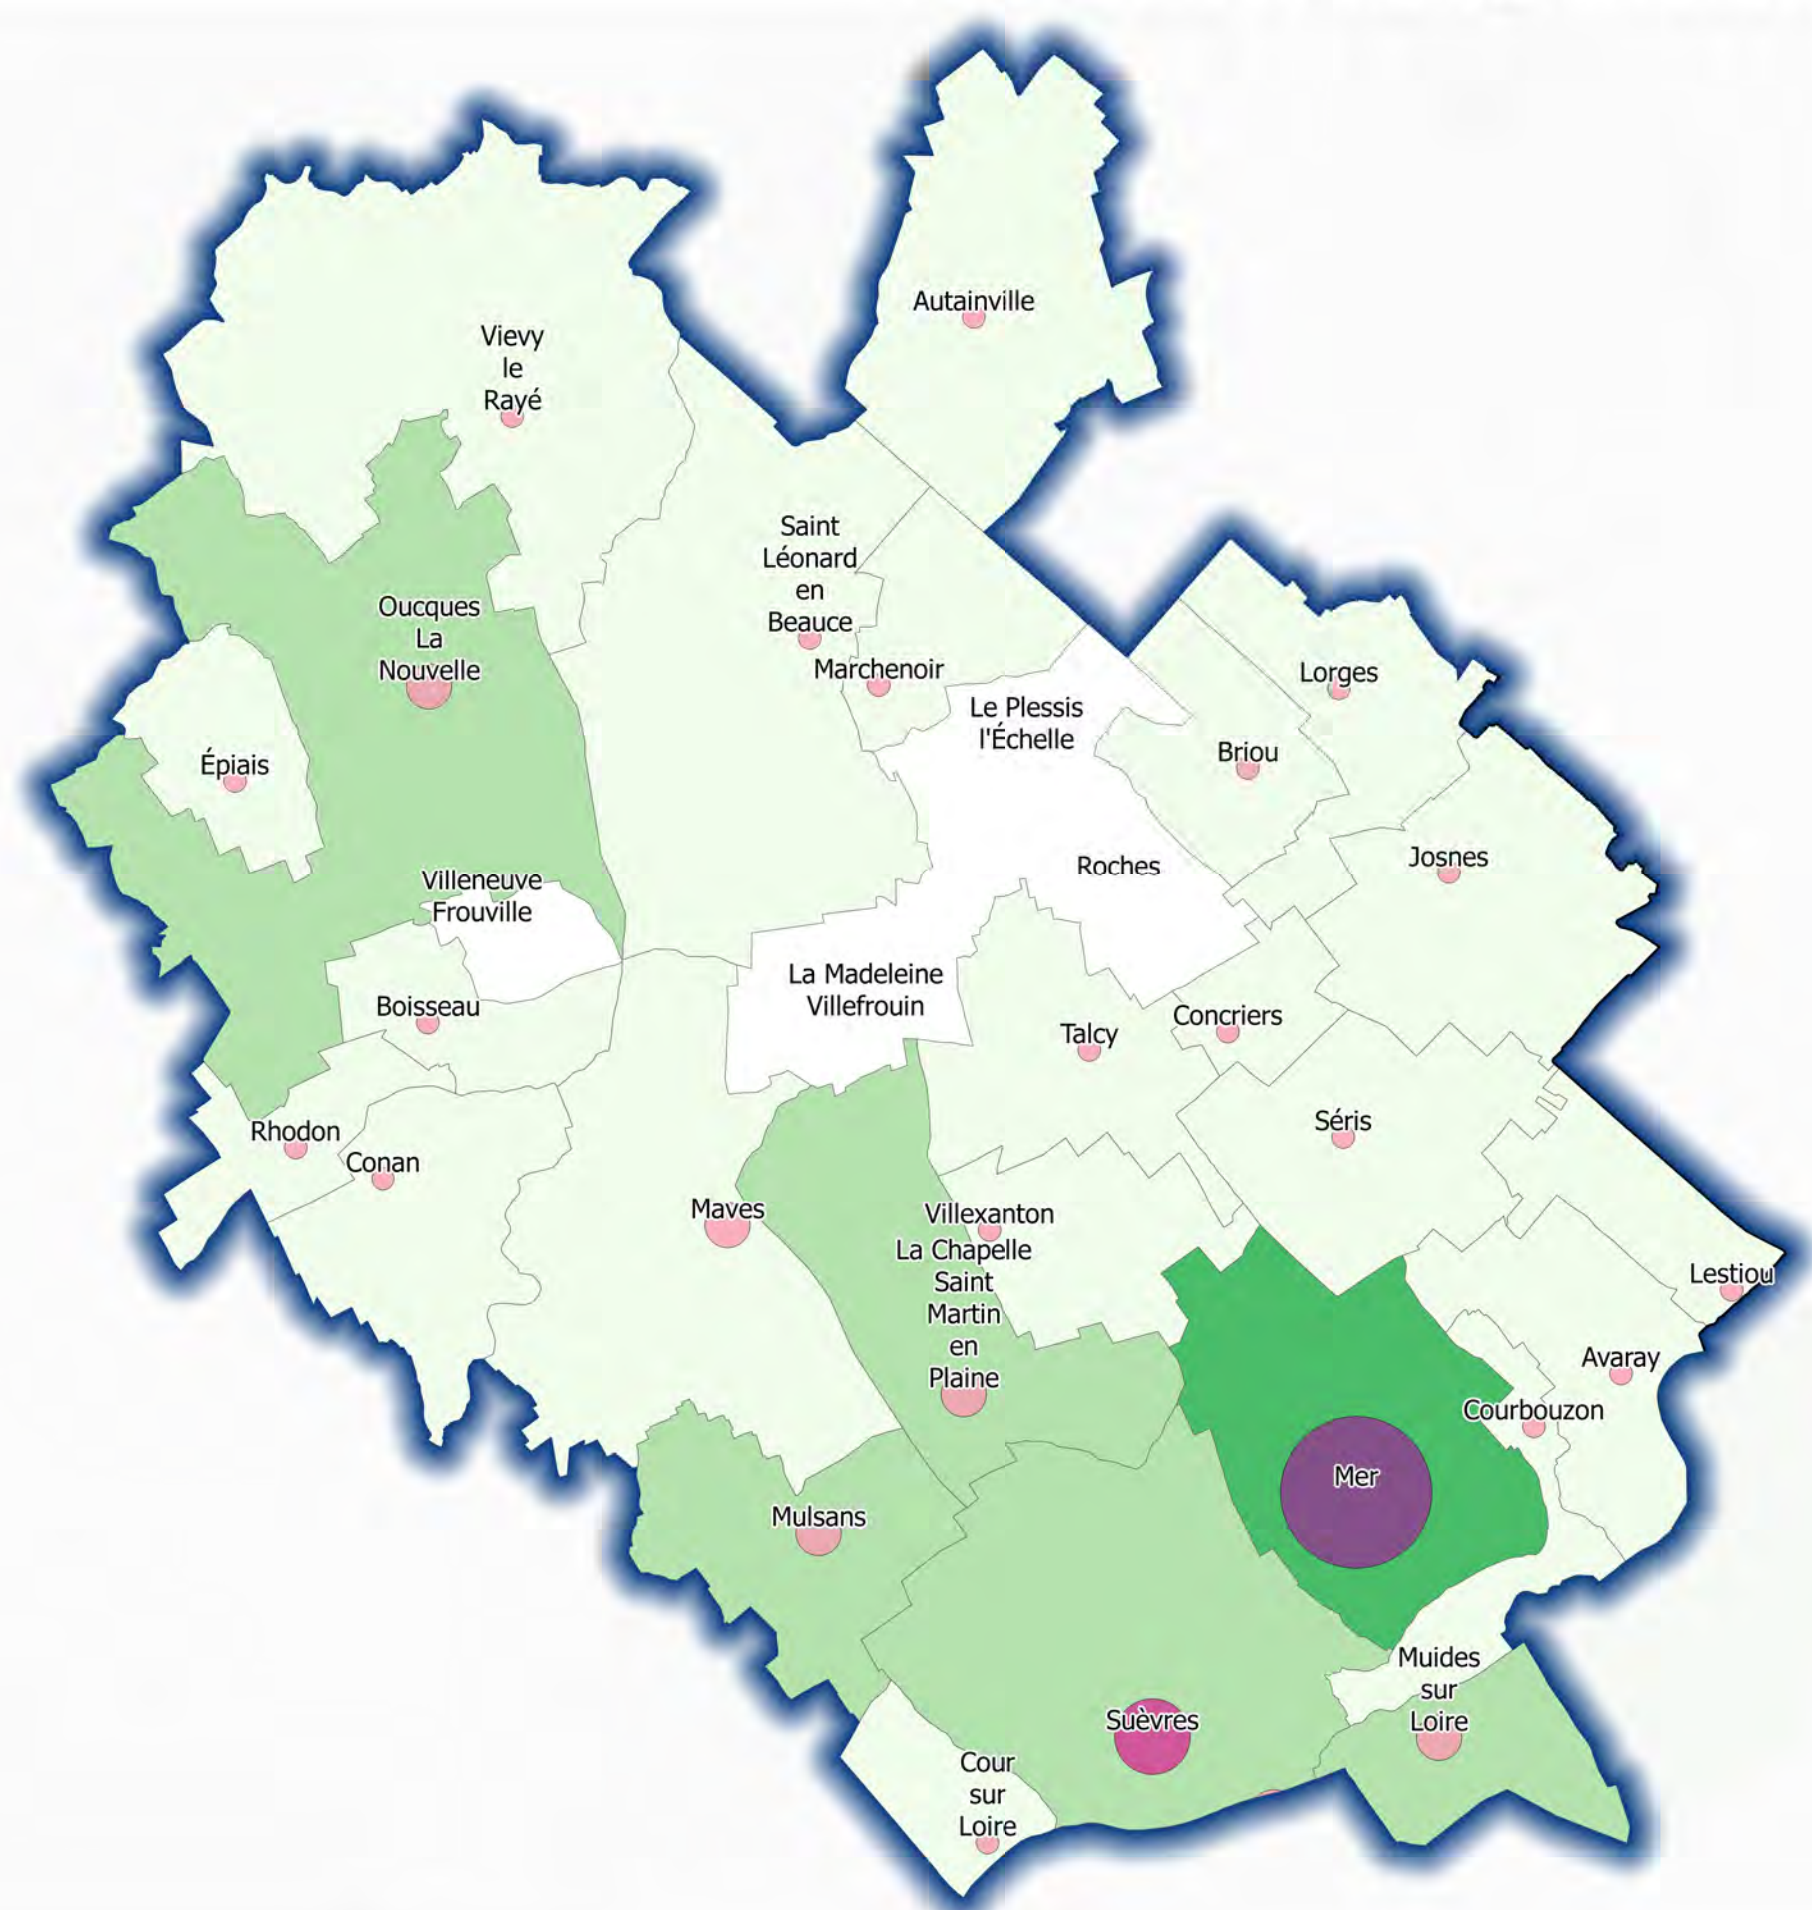 Autainville
Vievy
le
Rayé
Saint
Léonard
en
Beauce
Oucques
La
Nouvelle
Marchenoir
Lorges
Le Plessis
l'Échelle
Briou
Épiais
Josnes
Roches
Villeneuve
Frouville
La Madeleine
Villefrouin
Boisseau
Concriers
Talcy
Séris
Rhodon
Conan
Maves
Villexanton
La Chapelle
Saint
Martin
en
Plaine
Lestiou
Avaray
Courbouzon
Mer
Mulsans
Muides
sur
Loire
Suèvres
Cour
sur
Loire